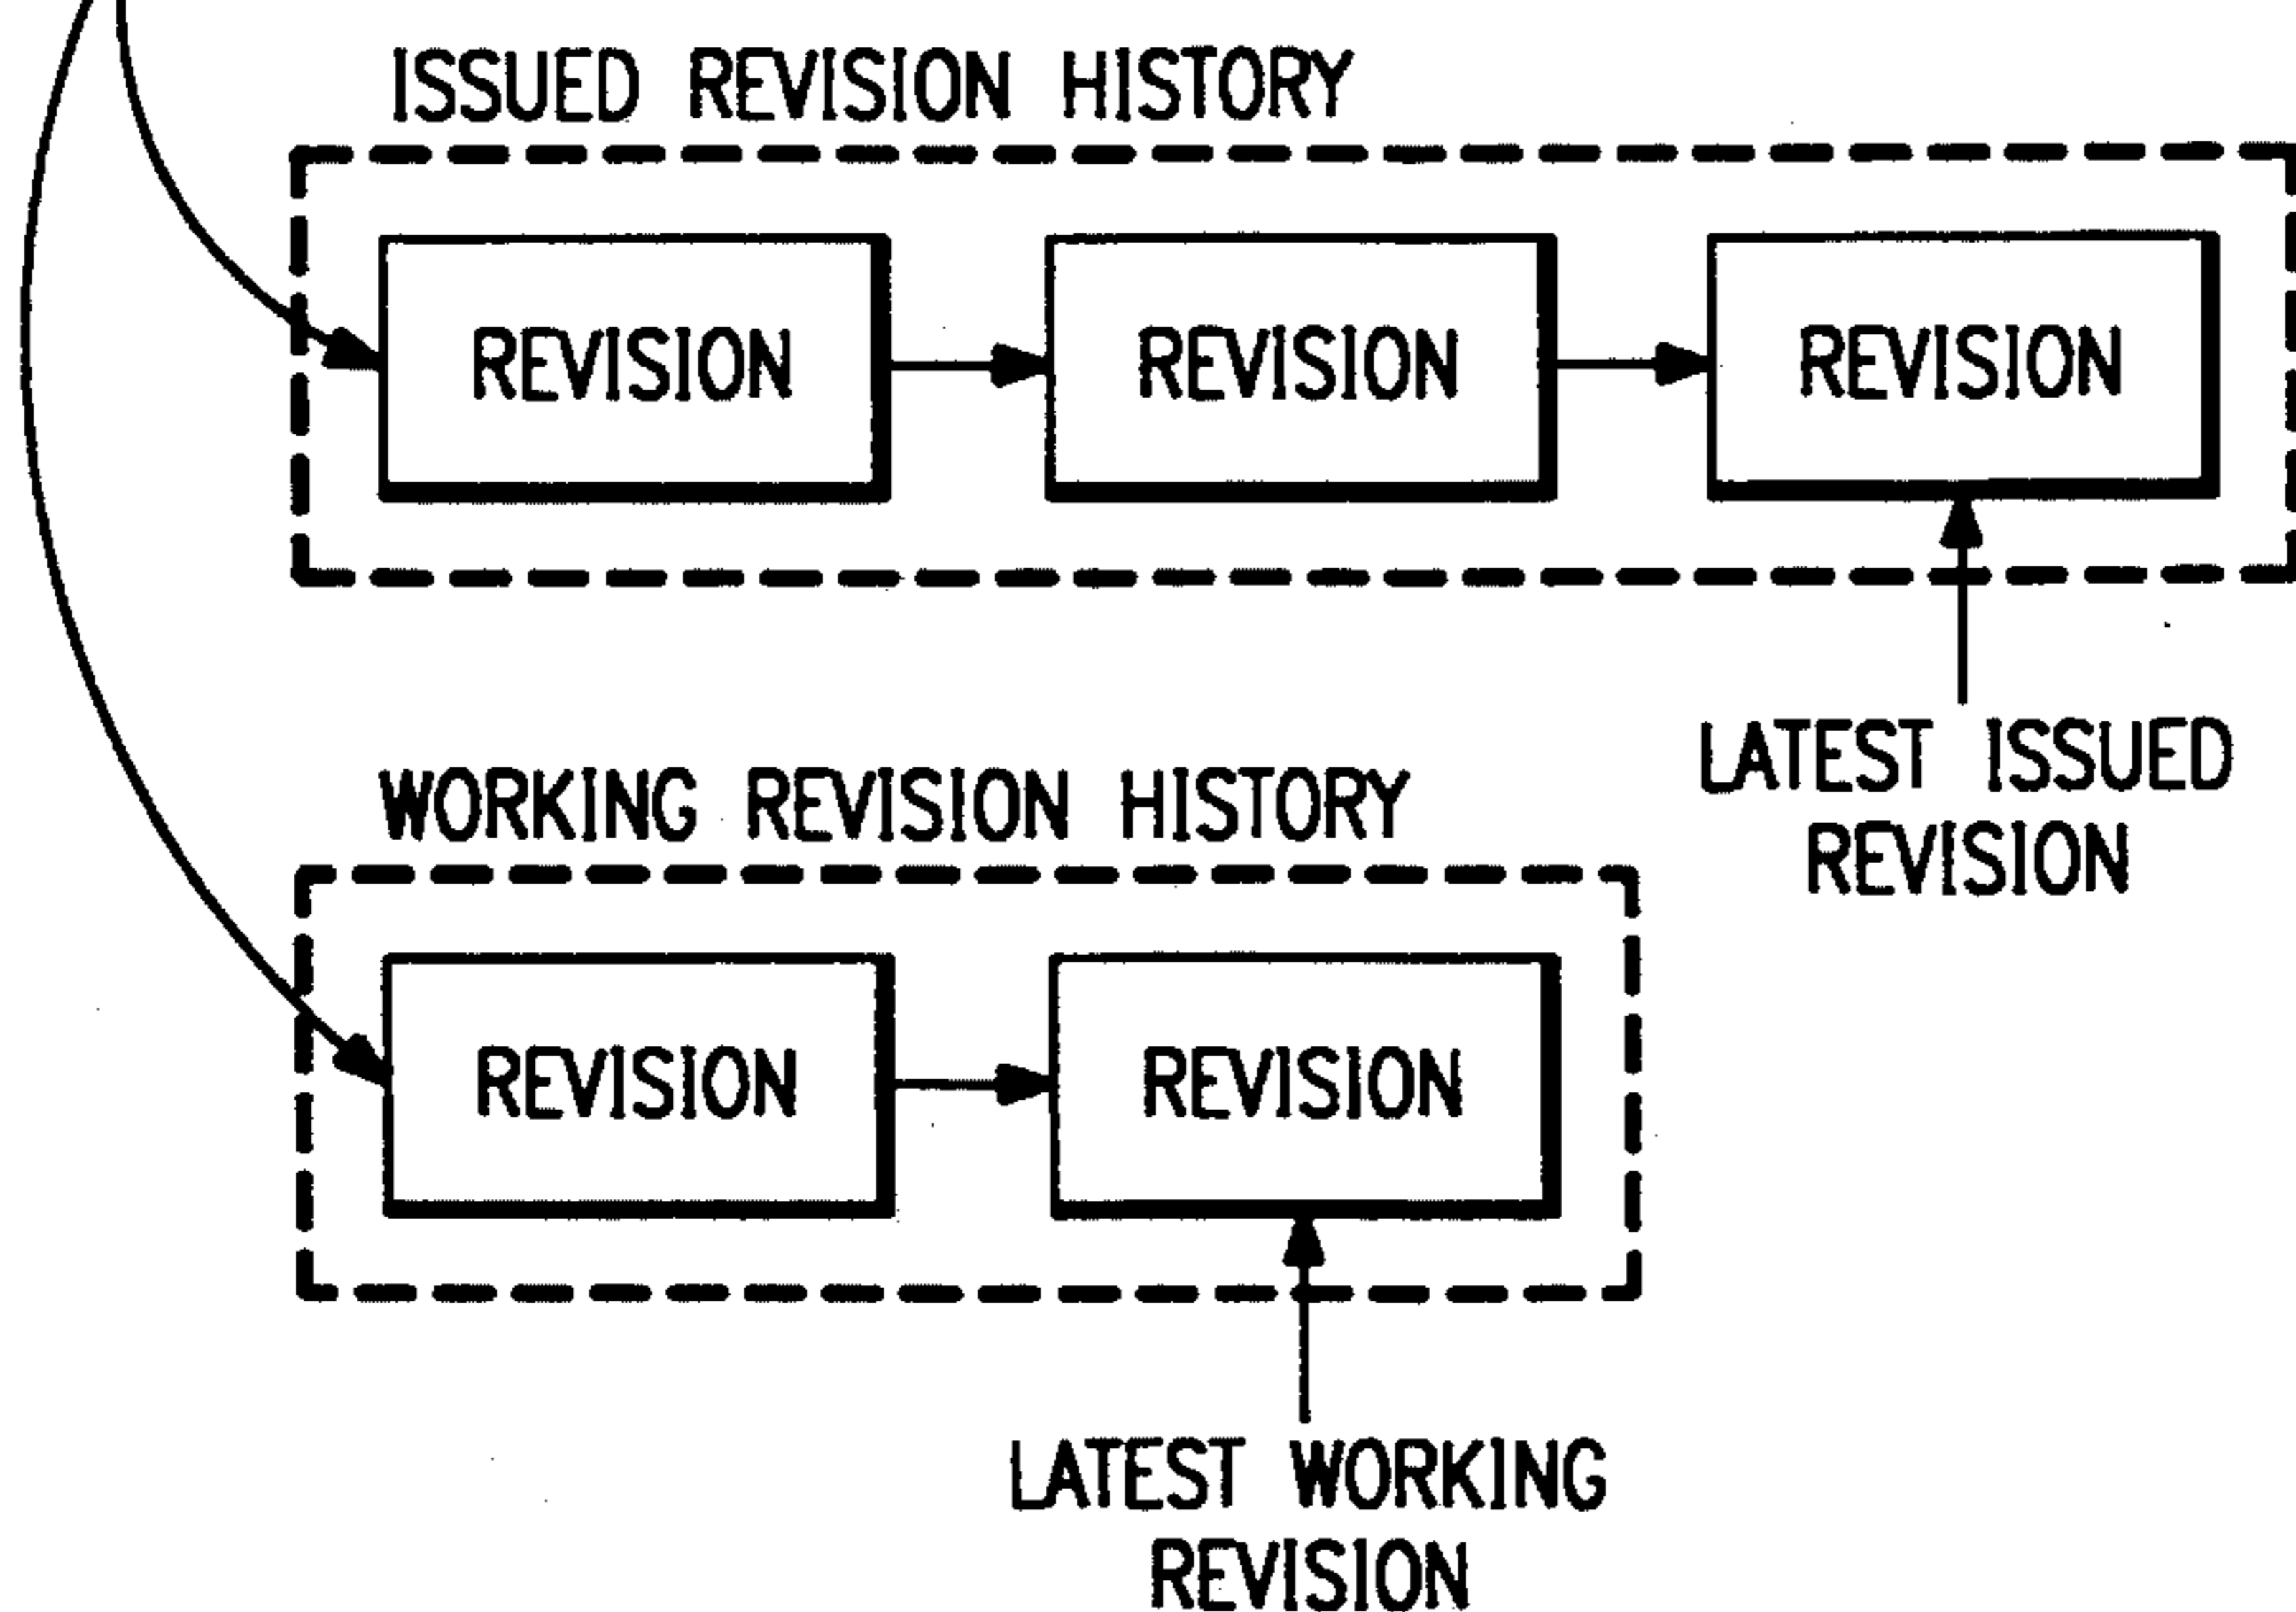 ISSUED REVISION HISTORY
REVISION
REVISION
REVISION
LATEST ISSUED
REVISION
WORKING REVISION HISTORY
REVISION
REVISION
LATEST WORKING
REVISION